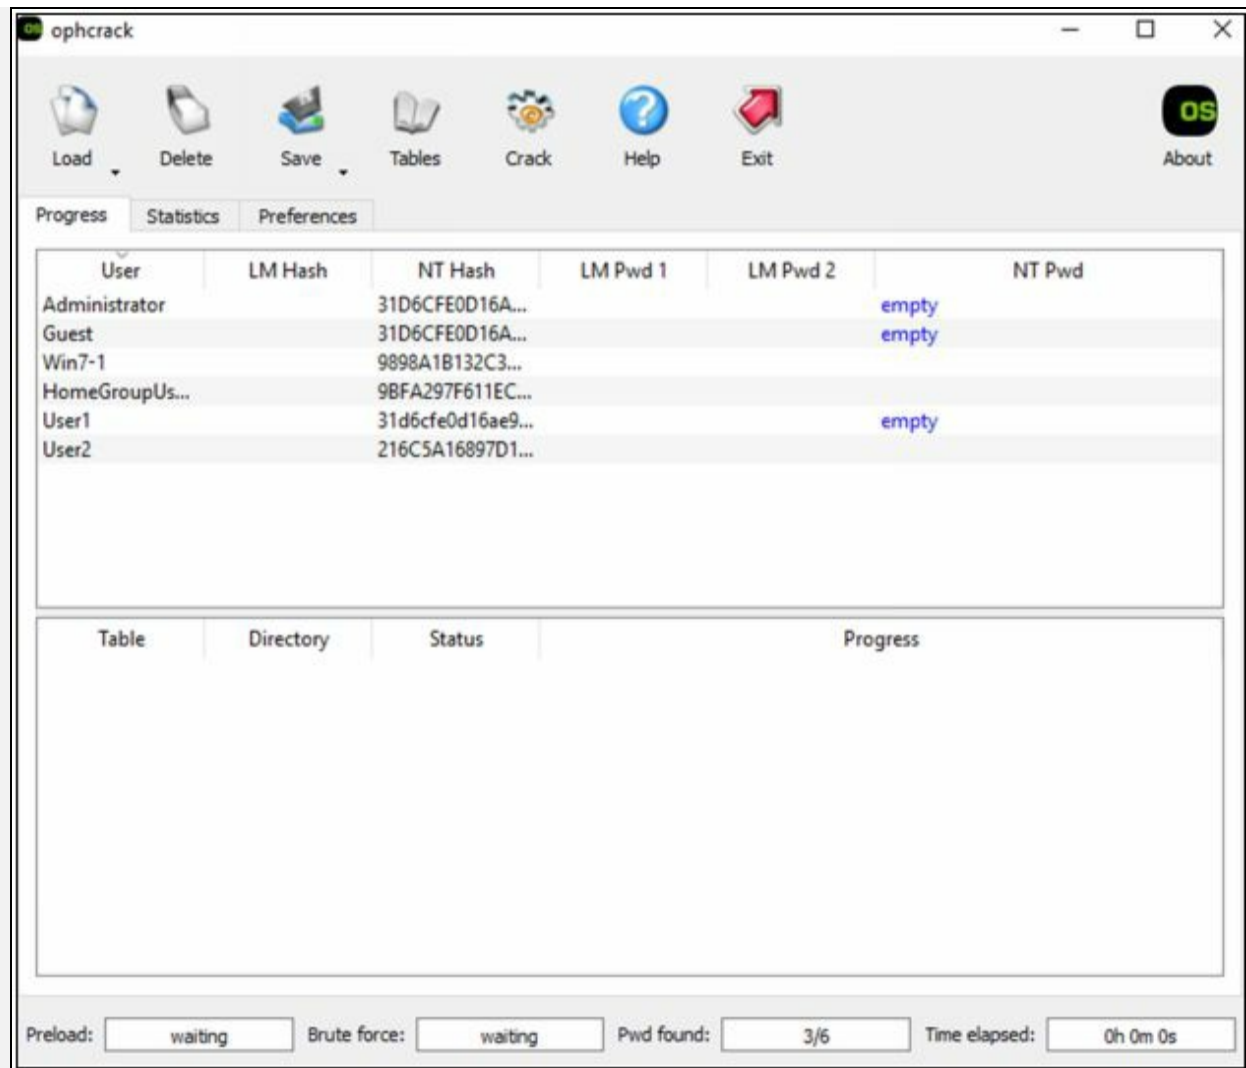 OS ophcrack
Load Delete Save Tables Crack Help Exit OS About
Progress Statistics Preferences
User LM Hash NT Hash LM Pwd 1 LM Pwd 2 NT Pwd
Administrator 31D6CFE0D16A... empty
Guest 31D6CFE0D16A... empty
Win7-1 9898A1B132C3...
HomeGroupUs... 9BFA297F611EC...
User1 31d6cfe0d16ae9... empty
User2 216C5A16897D1...
Table Directory Status Progress
Preload: waiting Brute force: waiting Pwd found: 3/6 Time elapsed: 0h 0m 0s